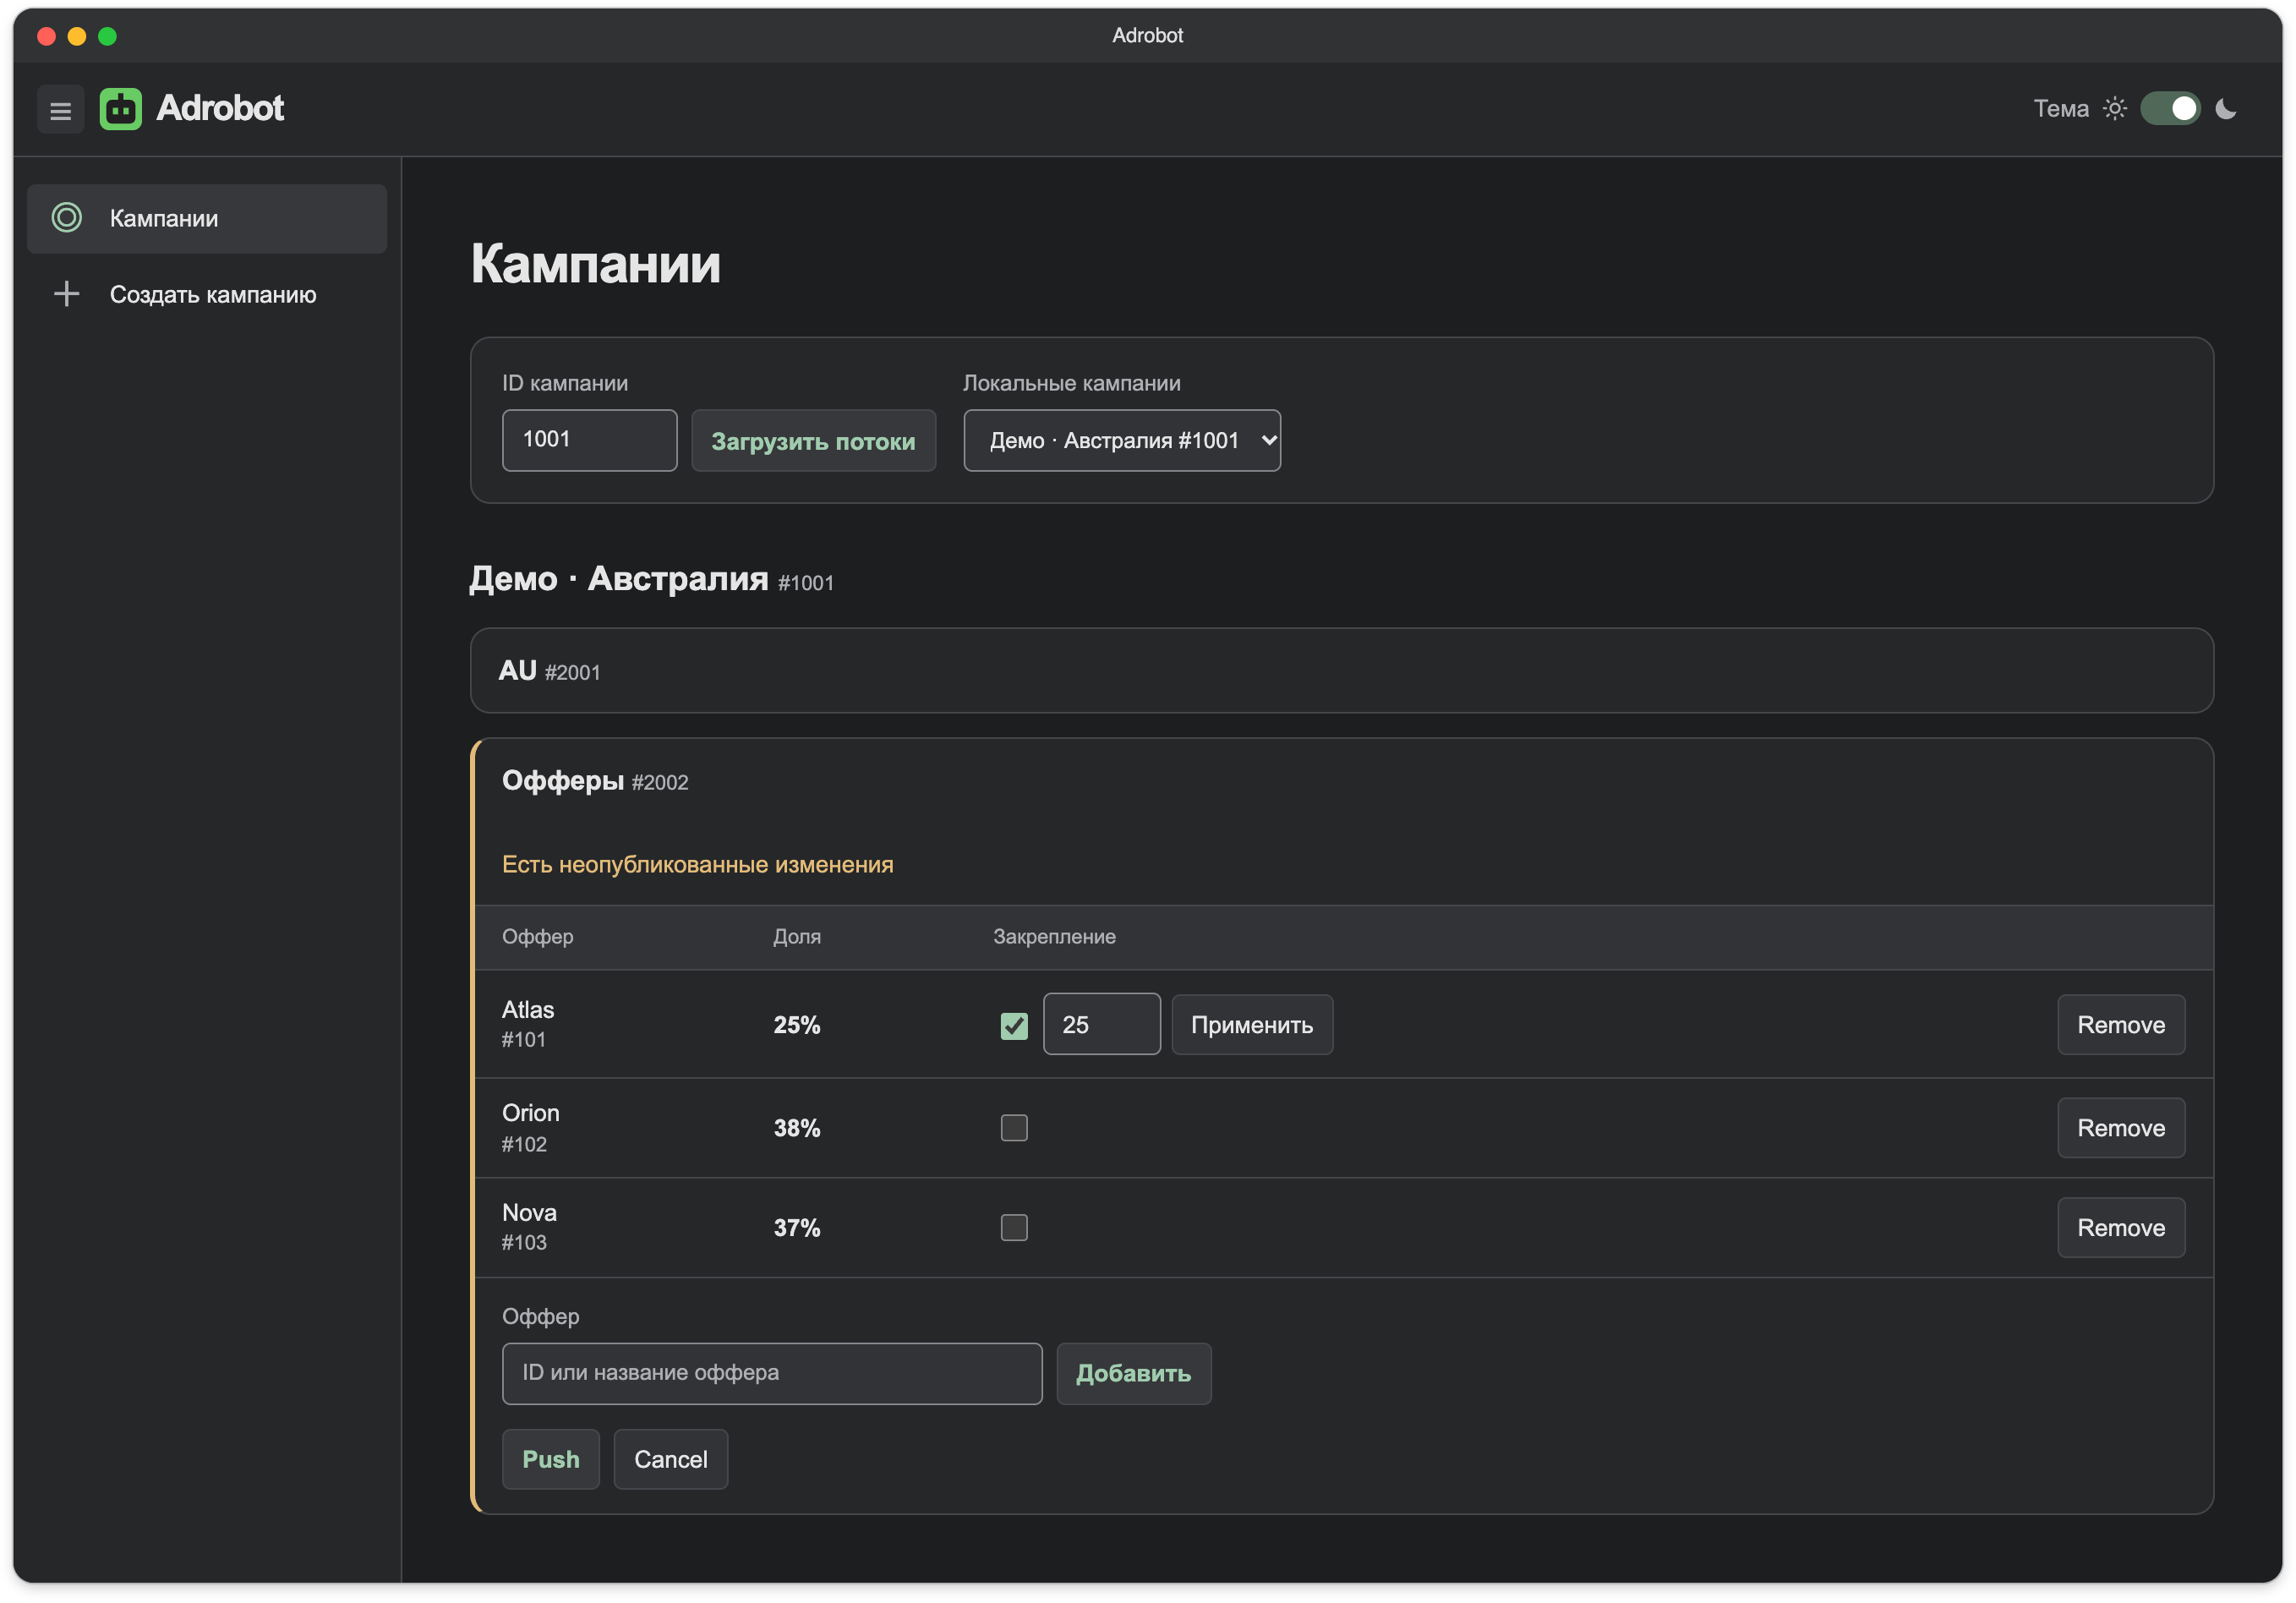 Adrobot
Adrobot
Тема
Кампании
Создать кампанию
Кампании
ID кампании
Локальные кампании
1001
Загрузить потоки
Демо · Австралия #1001
Демо · Австралия #1001
AU #2001
Офферы #2002
Есть неопубликованные изменения
Оффер
Доля
Закрепление
Atlas
#101
25%
25
Применить
Remove
Orion
#102
38%
Remove
Nova
#103
37%
Remove
Оффер
ID или название оффера
Добавить
Push
Cancel